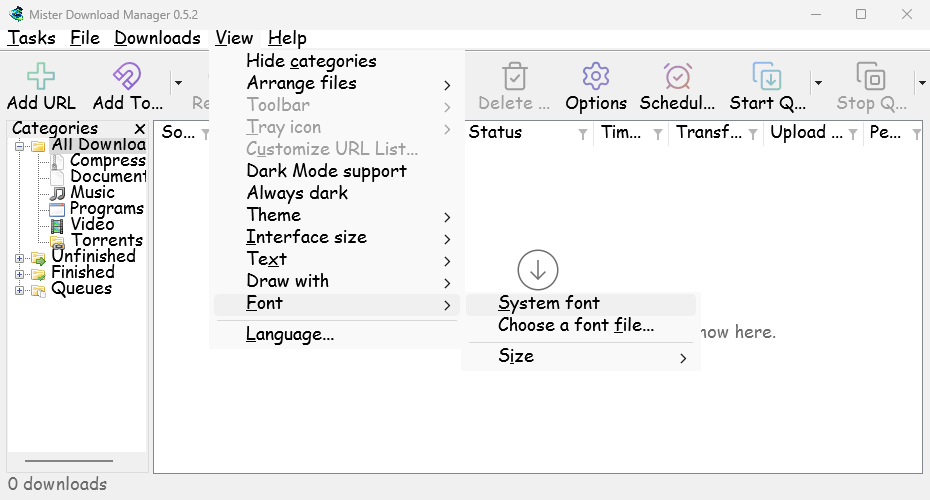 Mister Download Manager 0.5.2
Tasks File Downloads View Help
Add URL Add To... Re Delete ... Options Schedul... Start Q... Stop Q...
Hide categories
Arrange files
Toolbar
Tray icon
Customize URL List...
Dark Mode support
Always dark
Theme
Interface size
Text
Draw with
Font
Language...
System font
Choose a font file...
Size
Categories
All Downloa
Compress
Document
Music
Programs
Video
Torrents
Unfinished
Finished
Queues
So... Status Tim... Transf... Upload ... Pe...
how here.
0 downloads